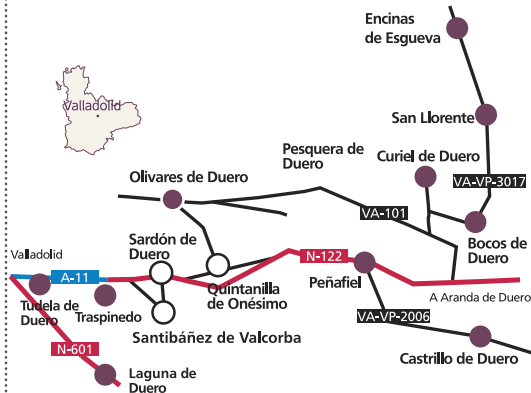 Encinas
de Esgueva
Valladolid
San Llorente
Pesquera de
Duero
Curiel de Duero
Olivares de Duero
VA-VP-3017
VA-101
Bocos de
Duero
Sardón de
Duero
Valladolid
A-11
N-122
Peñafiel
Quintanilla
de Onésimo
A Aranda de Duero
Tudela de
Duero
Traspinedo
VA-VP-2006
Santibáñez de Valcorba
N-601
Castrillo de Duero
Laguna de
Duero